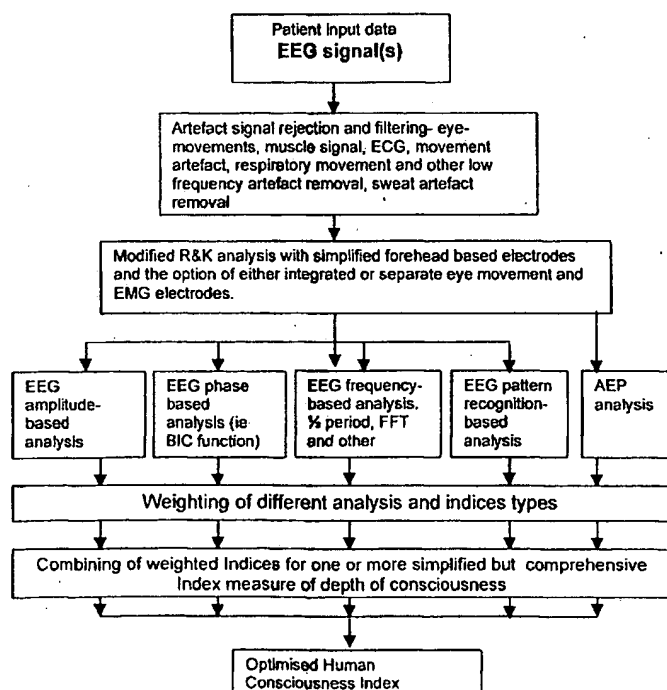 Patient input data
EEG signal(s)
Artefact signal rejection and filtering- eye-
movements, muscle signal, ECG, movement
artefact, respiratory movement and other low
frequency artefact removal, sweat artefact
removal
Modified R&K analysis with simplified forehead based electrodes
and the option of either integrated or separate eye movement and
EMG electrodes.
EEG
amplitude-
based
analysis
EEG phase
based
analysis (ie
BIC function)
EEG frequency-
based analysis.
½ period, FFT
and other
EEG pattern
recognition-
based
analysis
AEP
analysis
Weighting of different analysis and indices types
Combining of weighted Indices for one or more simplified but comprehensive
Index measure of depth of consciousness
Optimised Human
Consciousness Index